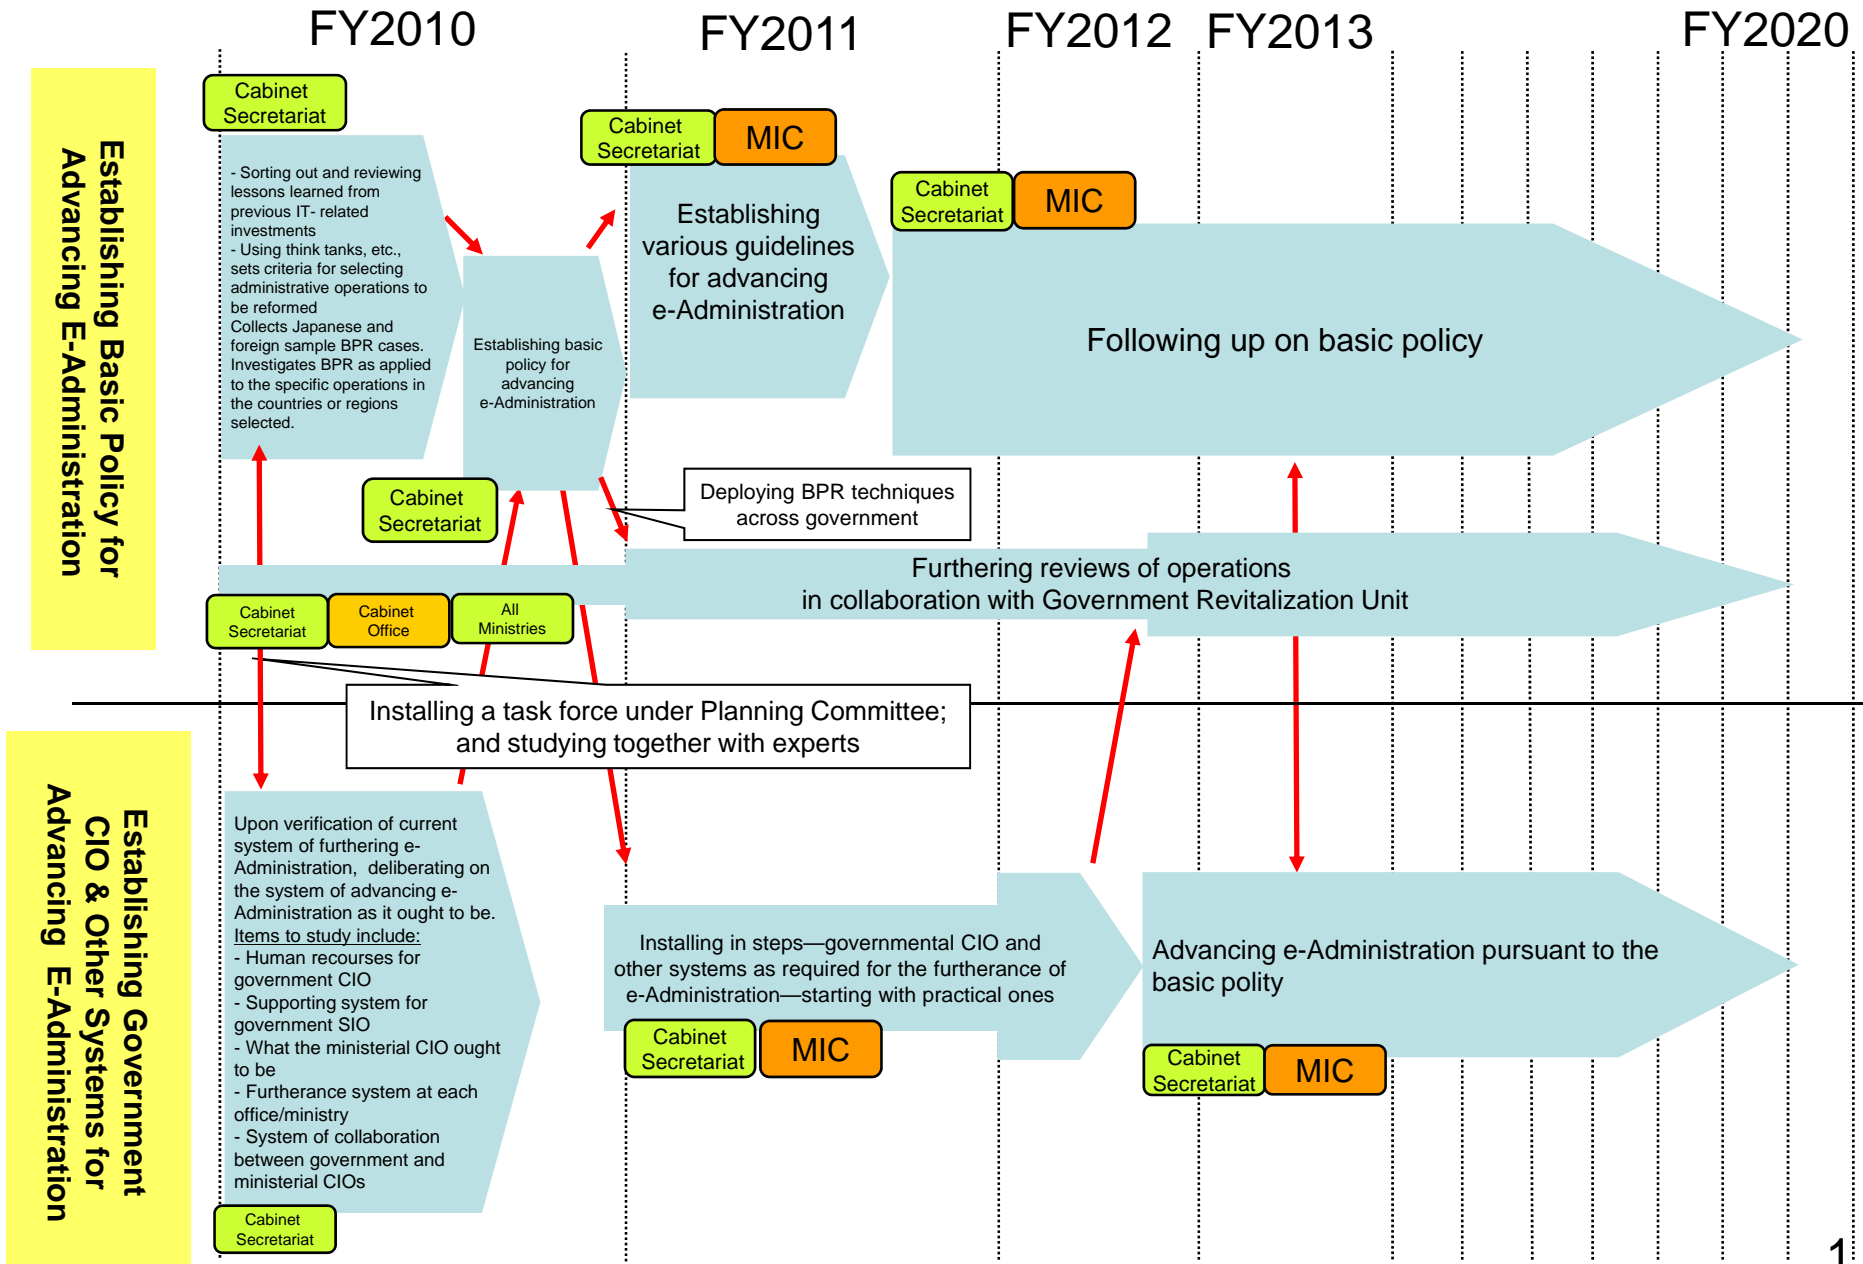 FY2010
FY2011
FY2012
FY2013
FY2020
Establishing Basic Policy for
Advancing E-Administration
Cabinet
Secretariat
- Sorting out and reviewing
lessons learned from
previous IT- related
investments
- Using think tanks, etc.,
sets criteria for selecting
administrative operations to
be reformed
Collects Japanese and
foreign sample BPR cases.
Investigates BPR as applied
to the specific operations in
the countries or regions
selected.
Establishing basic
policy for
advancing
e-Administration
Cabinet
Secretariat
Cabinet
Secretariat
MIC
Establishing
various guidelines
for advancing
e-Administration
Cabinet
Secretariat
MIC
Following up on basic policy
Deploying BPR techniques
across government
Furthering reviews of operations
in collaboration with Government Revitalization Unit
Cabinet
Secretariat
Cabinet
Office
All
Ministries
Installing a task force under Planning Committee;
and studying together with experts
Establishing Government
CIO & Other Systems for
Advancing E-Administration
Upon verification of current
system of furthering e-
Administration, deliberating on
the system of advancing e-
Administration as it ought to be.
Items to study include:
- Human recourses for
government CIO
- Supporting system for
government SIO
- What the ministerial CIO ought
to be
- Furtherance system at each
office/ministry
- System of collaboration
between government and
ministerial CIOs
Cabinet
Secretariat
Installing in steps—governmental CIO and
other systems as required for the furtherance of
e-Administration—starting with practical ones
Cabinet
Secretariat
MIC
Advancing e-Administration pursuant to the
basic polity
Cabinet
Secretariat
MIC
1